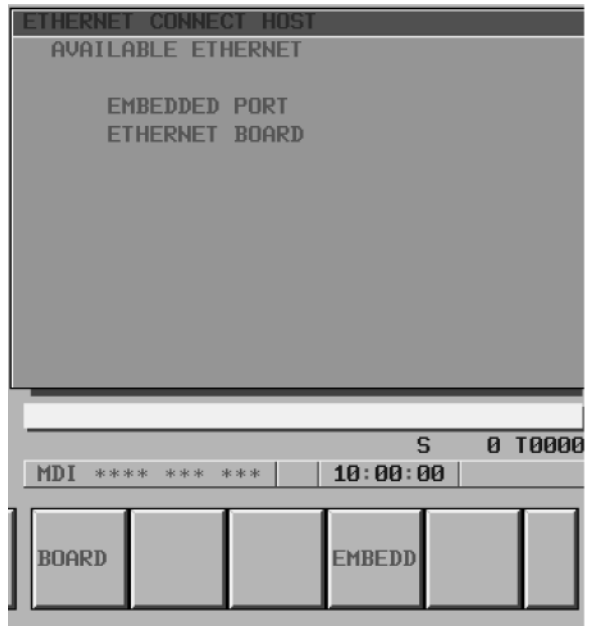 ETHERNET CONNECT HOST
AVAILABLE ETHERNET
EMBEDDED PORT
ETHERNET BOARD
S 0 T0000
MDI **** *** *** 10:00:00
BOARD EMBEDD